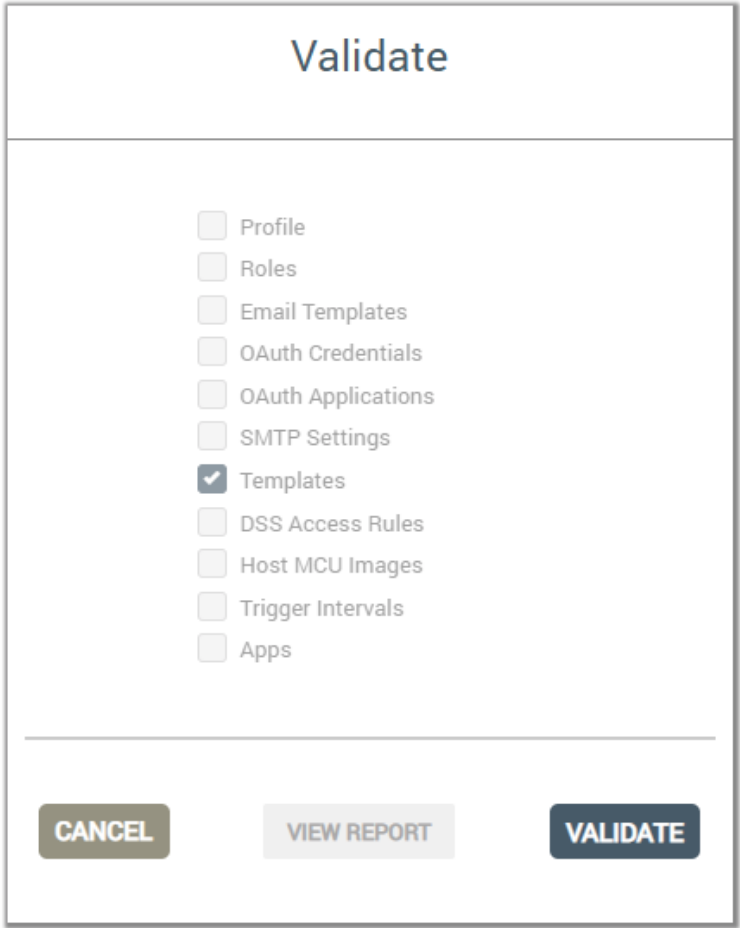 Validate
Profile
Roles
Email Templates
OAuth Credentials
OAuth Applications
SMTP Settings
Templates
DSS Access Rules
Host MCU Images
Trigger Intervals
Apps
CANCEL VIEW REPORT VALIDATE